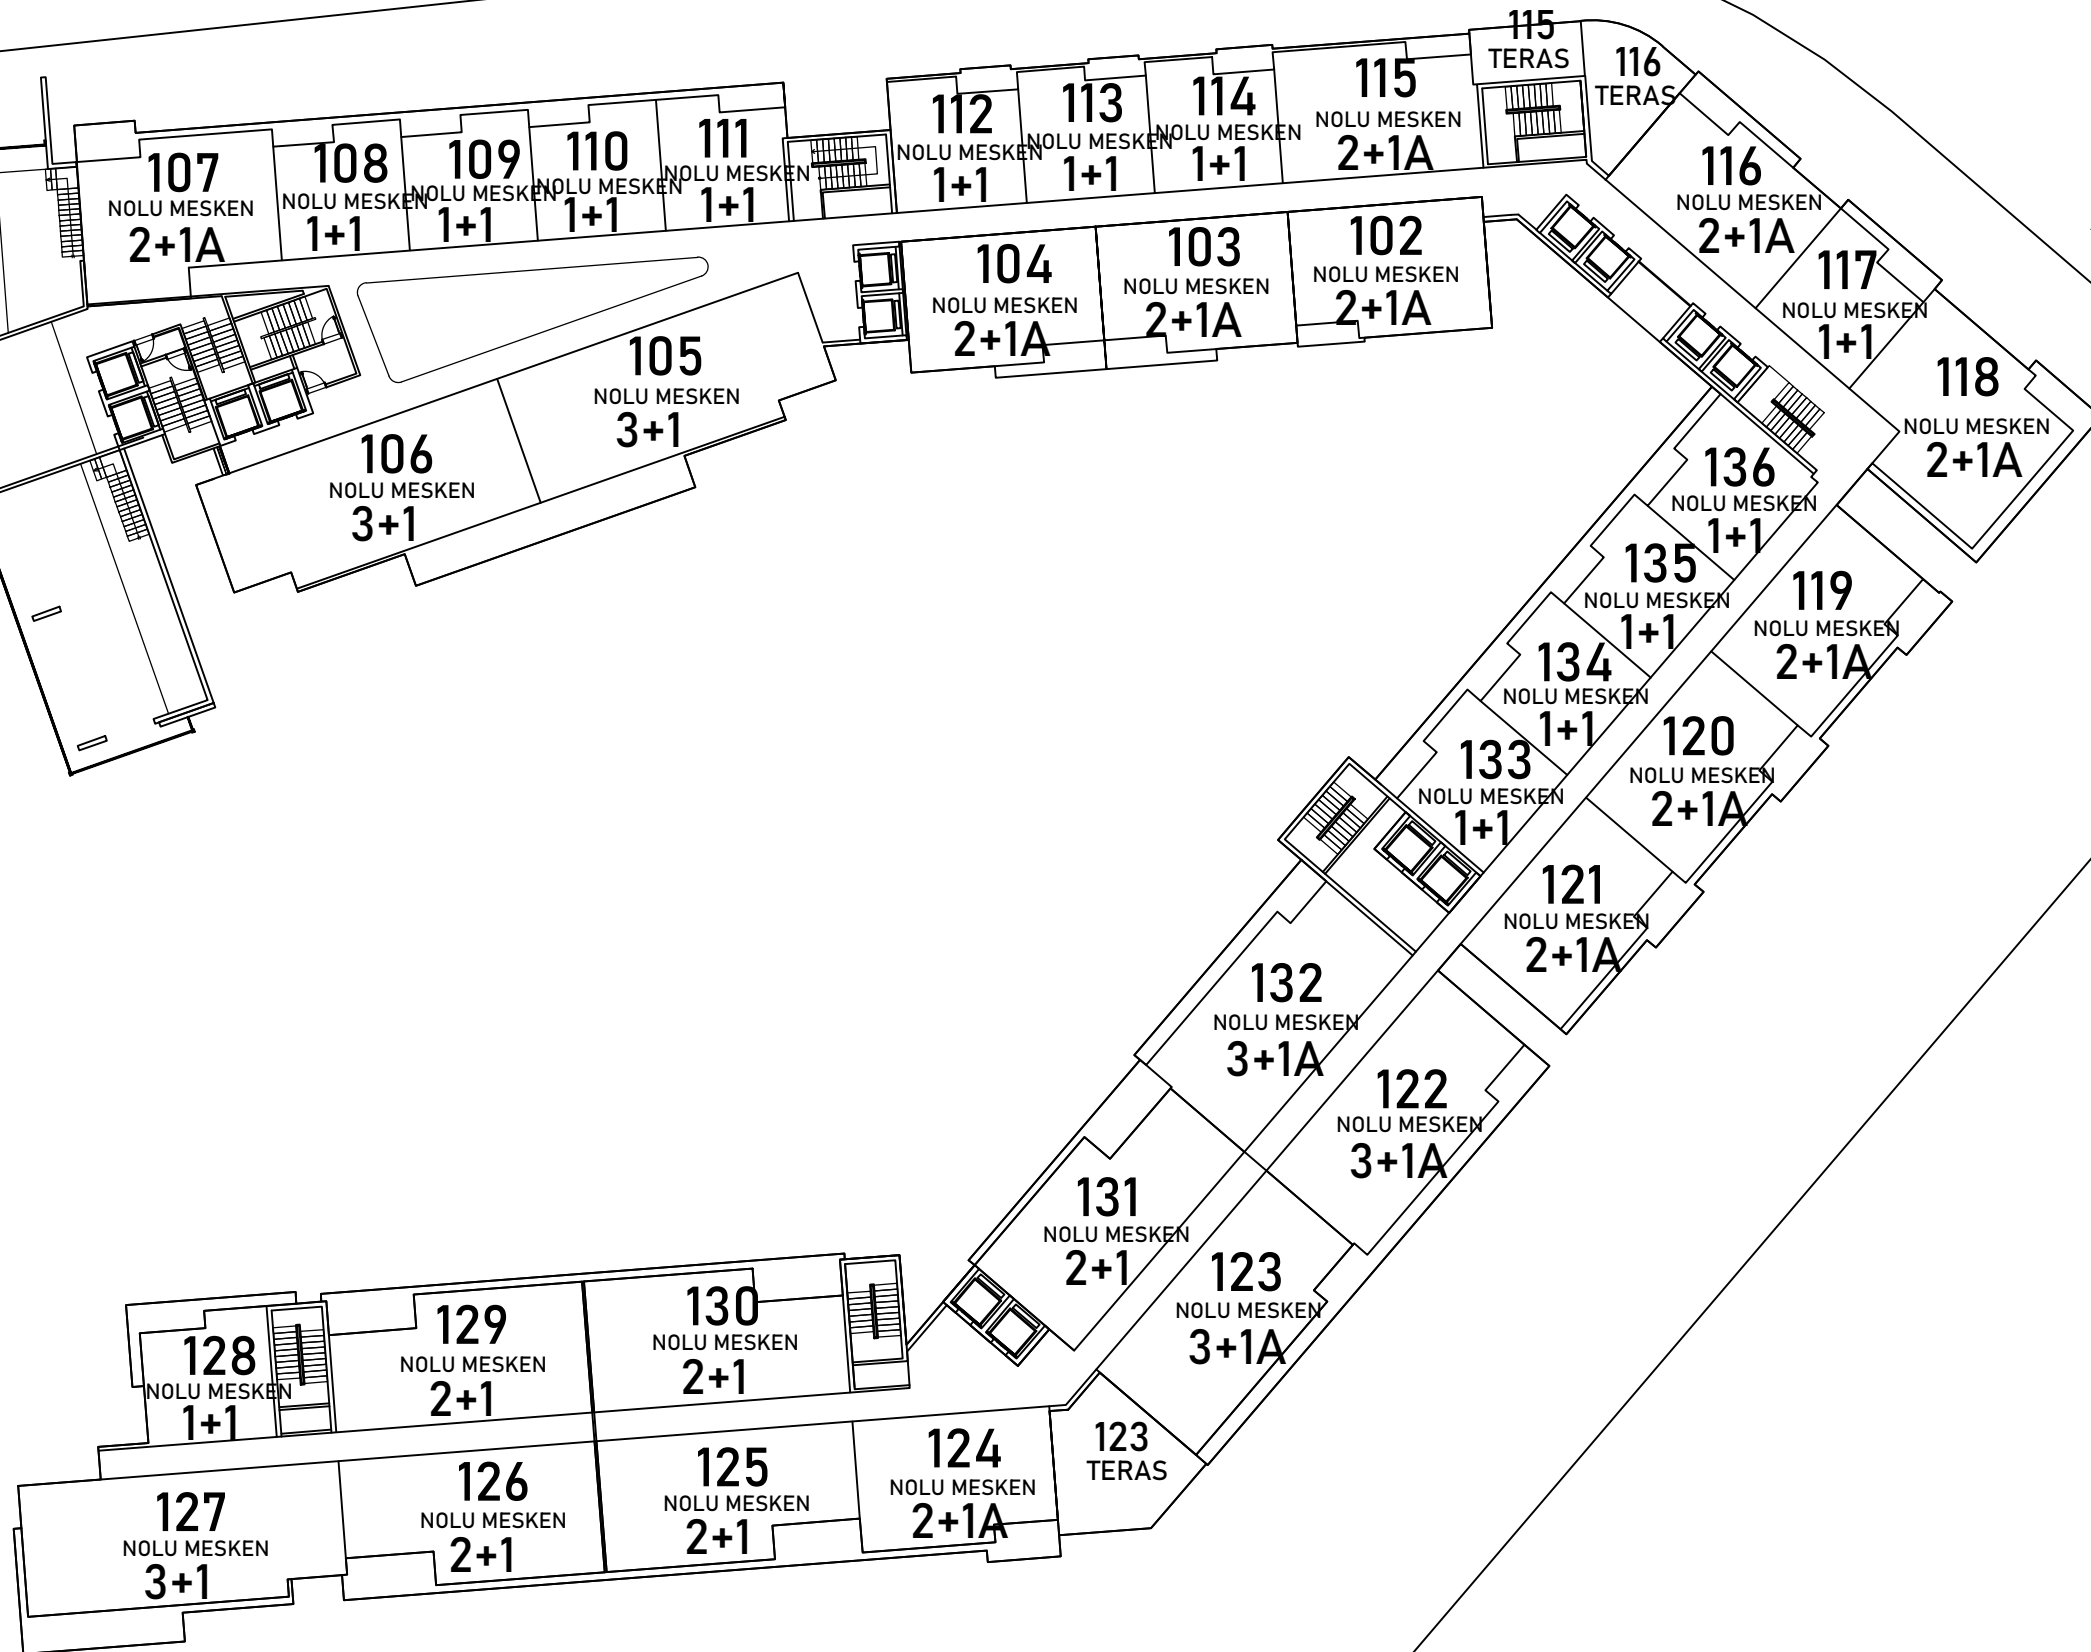 107
NOLU MESKEN
2+1A
108
NOLU MESKEN
1+1
109
NOLU MESKEN
1+1
110
NOLU MESKEN
1+1
111
NOLU MESKEN
1+1
112
NOLU MESKEN
1+1
113
NOLU MESKEN
1+1
114
NOLU MESKEN
1+1
115
NOLU MESKEN
2+1A
115
TERAS
116
TERAS
116
NOLU MESKEN
2+1A
117
NOLU MESKEN
1+1
118
NOLU MESKEN
2+1A
104
NOLU MESKEN
2+1A
103
NOLU MESKEN
2+1A
102
NOLU MESKEN
2+1A
105
NOLU MESKEN
3+1
106
NOLU MESKEN
3+1
136
NOLU MESKEN
1+1
135
NOLU MESKEN
1+1
134
NOLU MESKEN
1+1
133
NOLU MESKEN
1+1
119
NOLU MESKEN
2+1A
120
NOLU MESKEN
2+1A
121
NOLU MESKEN
2+1A
132
NOLU MESKEN
3+1A
122
NOLU MESKEN
3+1A
131
NOLU MESKEN
2+1
123
NOLU MESKEN
3+1A
123
TERAS
128
NOLU MESKEN
1+1
129
NOLU MESKEN
2+1
130
NOLU MESKEN
2+1
127
NOLU MESKEN
3+1
126
NOLU MESKEN
2+1
125
NOLU MESKEN
2+1
124
NOLU MESKEN
2+1A